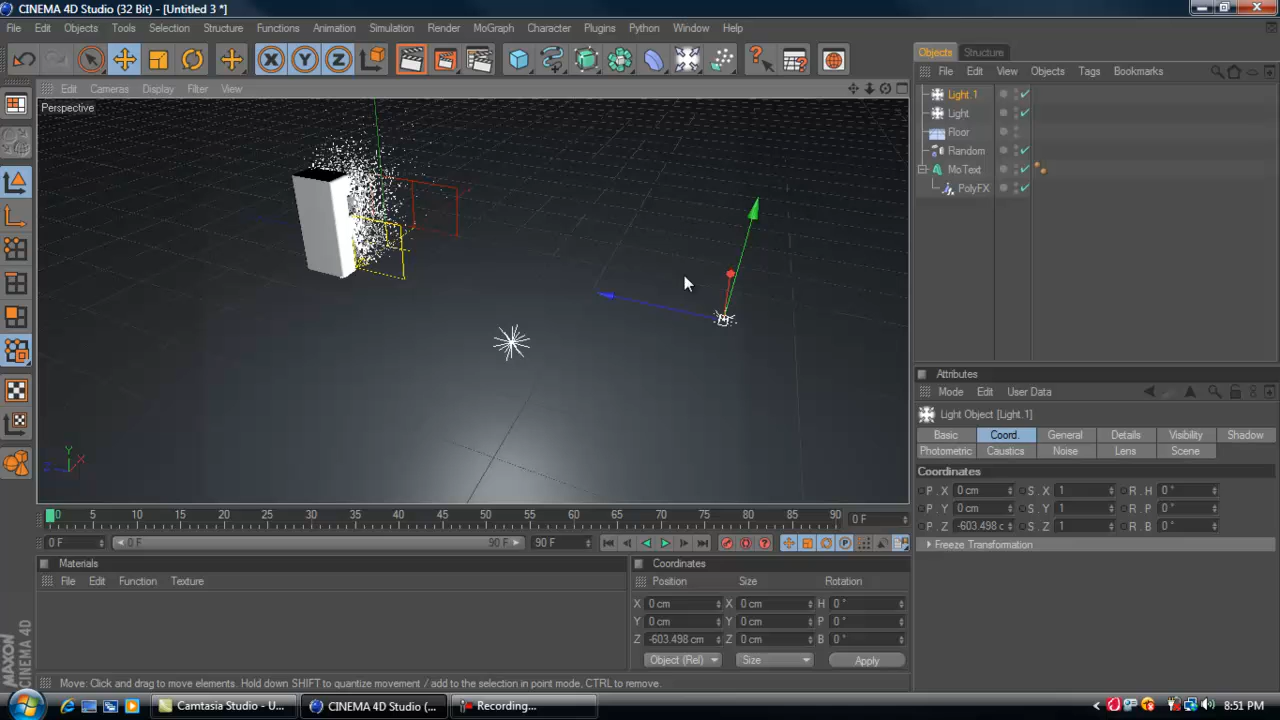 CINEMA 4D Studio (32 Bit) - [Untitled 3 *]
File Edit Objects Tools Selection Structure Functions Animation Simulation Render MoGraph Character Plugins Python Window Help
X Y Z
Objects Structure
File Edit View Objects Tags Bookmarks
Edit Cameras Display Filter View
Perspective
Light.1
Light
Floor
Random
MoText
PolyFX
Y
X
Z
Attributes
Mode Edit User Data
Light Object [Light.1]
Basic Coord. General Details Visibility Shadow
Photometric Caustics Noise Lens Scene
Coordinates
P . X 0 cm S . X 1 R . H 0 °
P . Y 0 cm S . Y 1 R . P 0 °
P . Z -603.498 c S . Z 1 R . B 0 °
Freeze Transformation
0 5 10 15 20 25 30 35 40 45 50 55 60 65 70 75 80 85 90 0 F
0 F 0 F 90 F 90 F
Materials
File Edit Function Texture
Coordinates
Position Size Rotation
X 0 cm X 0 cm H 0 °
Y 0 cm Y 0 cm P 0 °
Z -603.498 cm Z 0 cm B 0 °
Object (Rel) Size Apply
MAXON
CINEMA 4D
Move: Click and drag to move elements. Hold down SHIFT to quantize movement / add to the selection in point mode, CTRL to remove.
Camtasia Studio - U... CINEMA 4D Studio (... Recording... 8:51 PM